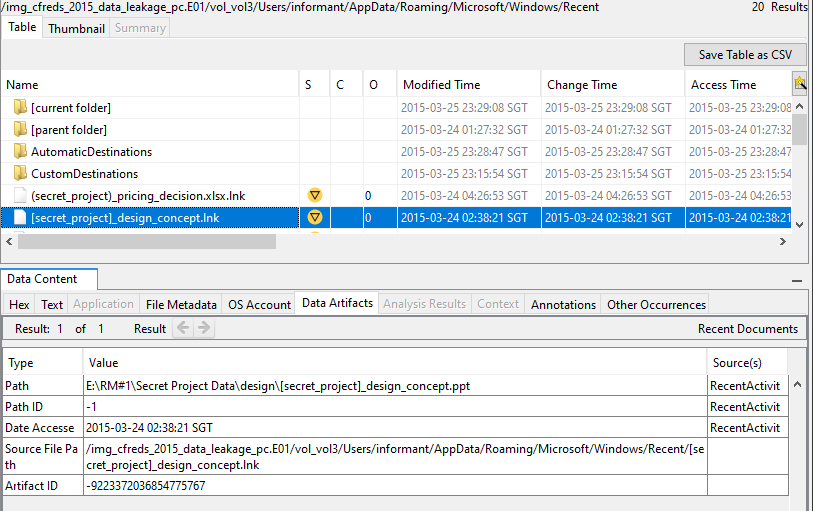 /img_cfreds_2015_data_leakage_pc.E01/vol_vol3/Users/informant/AppData/Roaming/Microsoft/Windows/Recent 20 Results
Table Thumbnail Summary
Save Table as CSV
Name S C O Modified Time Change Time Access Time
[current folder] 2015-03-25 23:29:08 SGT 2015-03-25 23:29:08 SGT 2015-03-25 23:29:08
[parent folder] 2015-03-24 01:27:32 SGT 2015-03-24 01:27:32 SGT 2015-03-24 01:27:32
AutomaticDestinations 2015-03-25 23:28:47 SGT 2015-03-25 23:28:47 SGT 2015-03-25 23:28:47
CustomDestinations 2015-03-25 23:15:54 SGT 2015-03-25 23:15:54 SGT 2015-03-25 23:15:54
(secret_project)_pricing_decision.xlsx.lnk 0 2015-03-24 04:26:53 SGT 2015-03-24 04:26:53 SGT 2015-03-24 04:26:53
[secret_project]_design_concept.lnk 0 2015-03-24 02:38:21 SGT 2015-03-24 02:38:21 SGT 2015-03-24 02:38:21
Data Content
Hex Text Application File Metadata OS Account Data Artifacts Analysis Results Context Annotations Other Occurrences
Result: 1 of 1 Result Recent Documents
Type Value Source(s)
Path E:\RM#1\Secret Project Data\design\[secret_project]_design_concept.ppt RecentActivit
Path ID -1 RecentActivit
Date Accesse 2015-03-24 02:38:21 SGT RecentActivit
Source File Pa /img_cfreds_2015_data_leakage_pc.E01/vol_vol3/Users/informant/AppData/Roaming/Microsoft/Windows/Recent/[se
th cret_project]_design_concept.lnk
Artifact ID -9223372036854775767